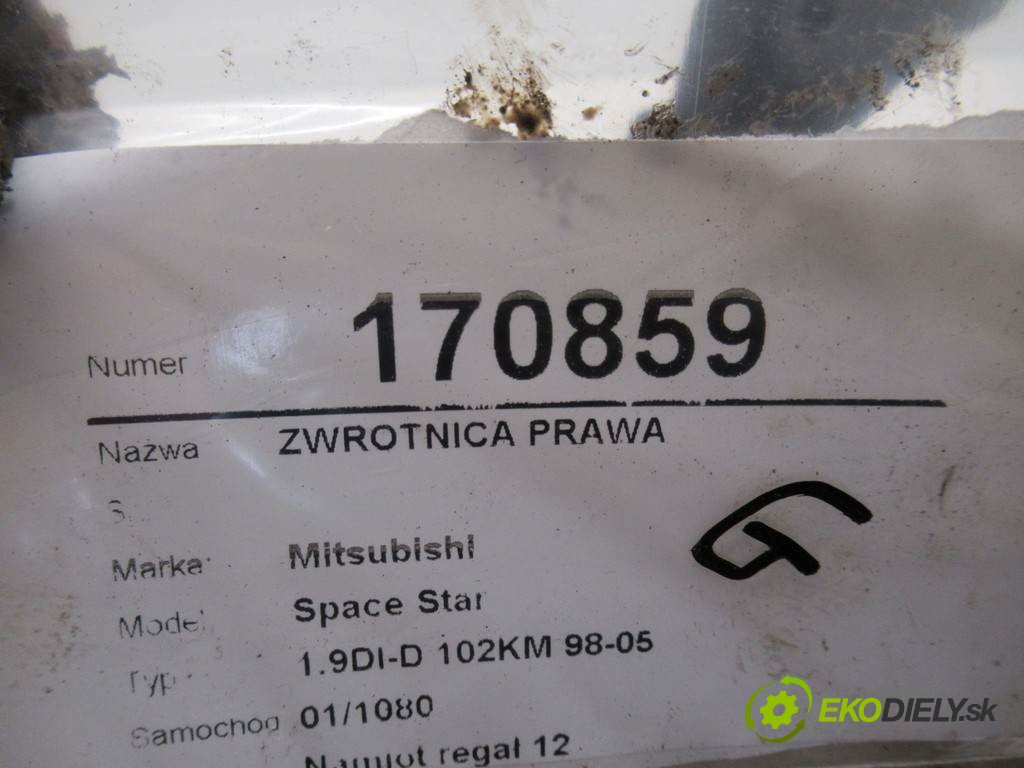 Numer 170859
Nazwa ZWROTNICA PRAWA
Marka: Mitsubishi
Model: Space Star
Typ 1.9DI-D 102KM 98-05
Samochod 01/1080
Namiot regał 12
G
EKODIELY.sk